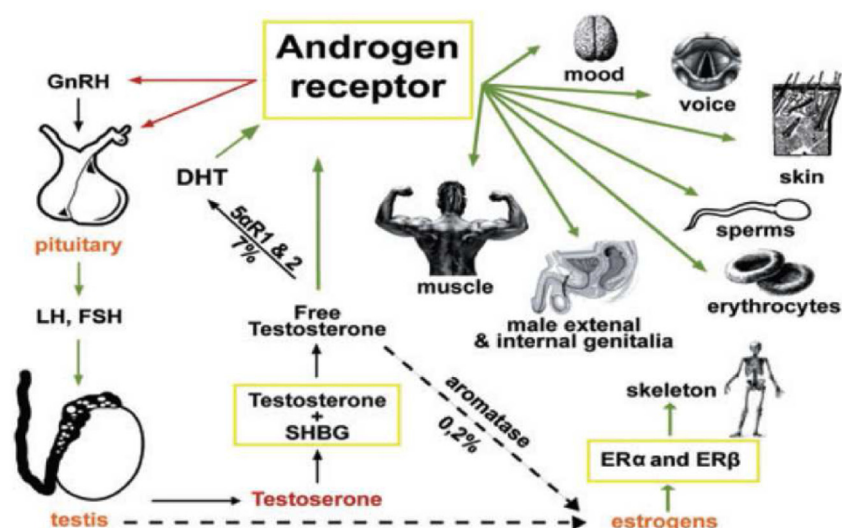 Androgen
receptor
GnRH
mood
voice
skin
DHT
5αR1 & 2
7%
pituitary
muscle
sperms
erythrocytes
male extenal
& internal genitalia
LH, FSH
Free
Testosterone
aromatase
0,2%
skeleton
Testosterone
+
SHBG
ERα and ERβ
Testoserone
testis
estrogens